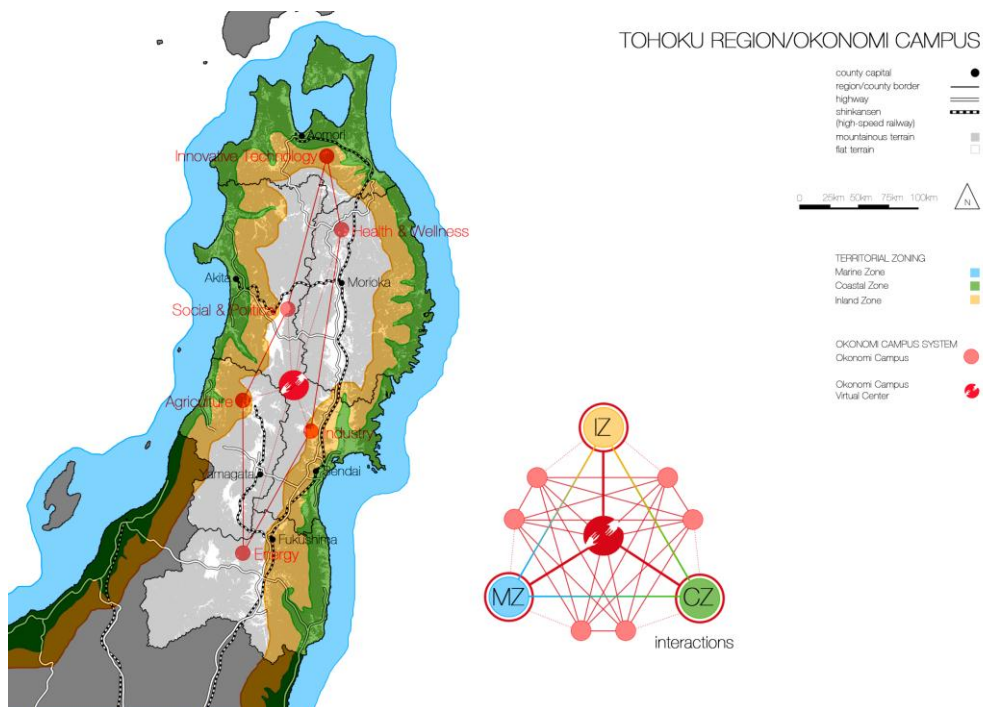 TOHOKU REGION/OKONOMI CAMPUS
county capital
region/county border
highway
shinkansen
(high-speed railway)
mountainous terrain
flat terrain
0 25km 50km 75km 100km
N
TERRITORIAL ZONING
Marine Zone
Coastal Zone
Inland Zone
OKONOMI CAMPUS SYSTEM
Okonomi Campus
Okonomi Campus
Virtual Center
Aomori
Innovative Technology
Health & Wellness
Akita
Morioka
Social & Political
Agriculture
Industry
Yamagata
Sendai
Fukushima
Energy
IZ
MZ
CZ
interactions